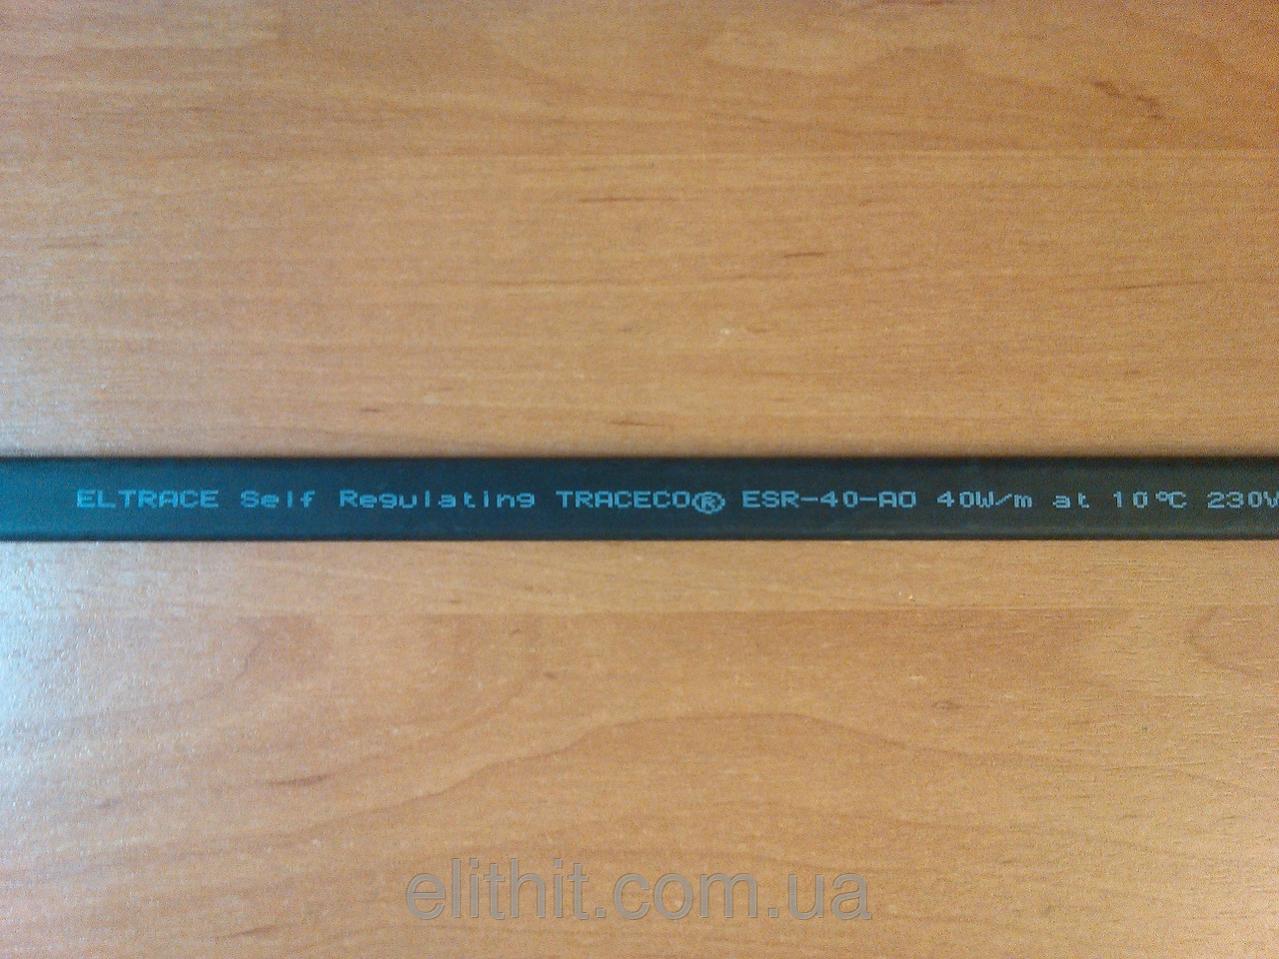 ELTRACE Self Regulating TRACECO® ESR-40-AO 40W/m at 10°C 230V
elithit.com.ua